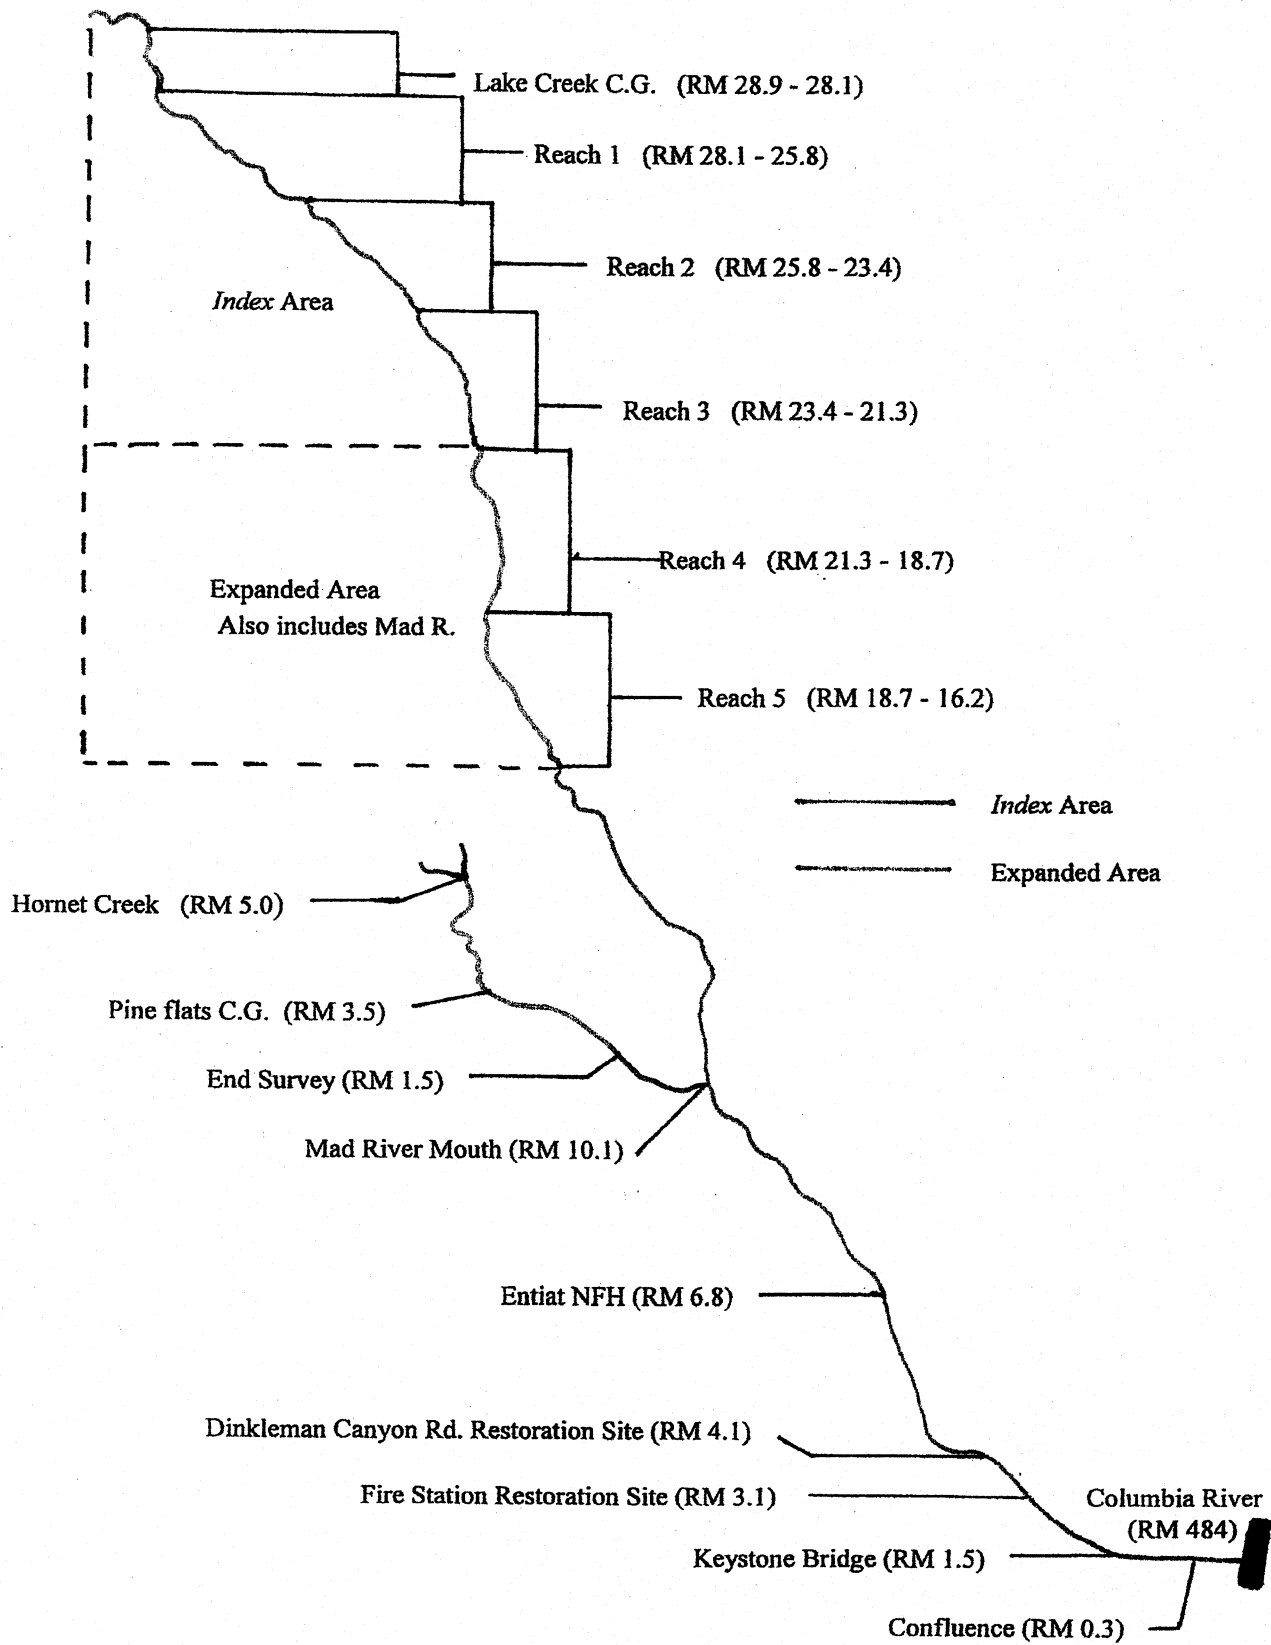 Lake Creek C.G. (RM 28.9 - 28.1)
Reach 1 (RM 28.1 - 25.8)
Reach 2 (RM 25.8 - 23.4)
Index Area
Reach 3 (RM 23.4 - 21.3)
Reach 4 (RM 21.3 - 18.7)
Expanded Area
Also includes Mad R.
Reach 5 (RM 18.7 - 16.2)
Index Area
Expanded Area
Hornet Creek (RM 5.0)
Pine flats C.G. (RM 3.5)
End Survey (RM 1.5)
Mad River Mouth (RM 10.1)
Entiat NFH (RM 6.8)
Dinkleman Canyon Rd. Restoration Site (RM 4.1)
Fire Station Restoration Site (RM 3.1)
Columbia River
(RM 484)
Keystone Bridge (RM 1.5)
Confluence (RM 0.3)